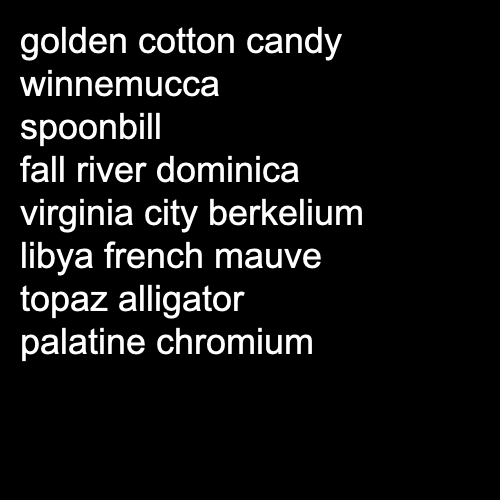 golden cotton candy
winnemucca
spoonbill
fall river dominica
virginia city berkelium
libya french mauve
topaz alligator
palatine chromium